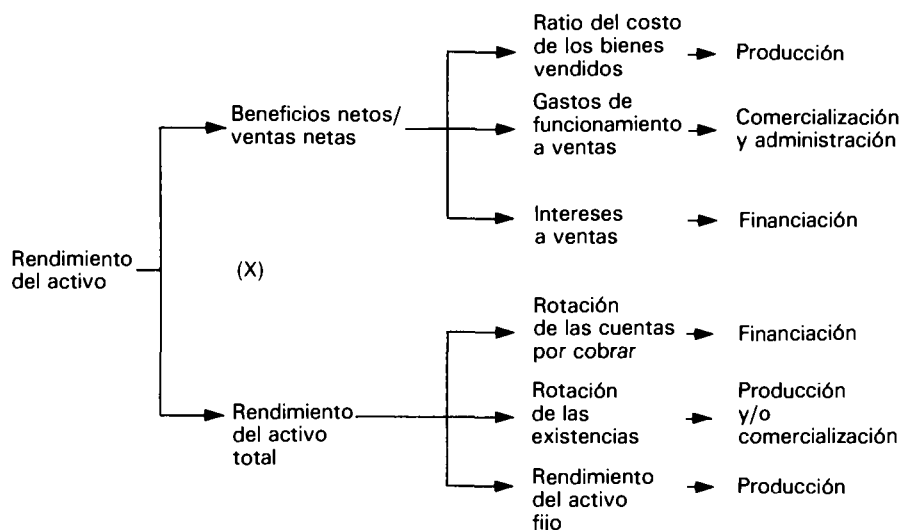 Ratio del costo
de los bienes
vendidos
Producción
Beneficios netos/
ventas netas
Gastos de
funcionamiento
a ventas
Comercialización
y administración
Intereses
a ventas
Financiación
Rendimiento
del activo
(X)
Rotación
de las cuentas
por cobrar
Financiación
Rendimiento
del activo
total
Rotación
de las
existencias
Producción
y/o
comercialización
Rendimiento
del activo
fijo
Producción